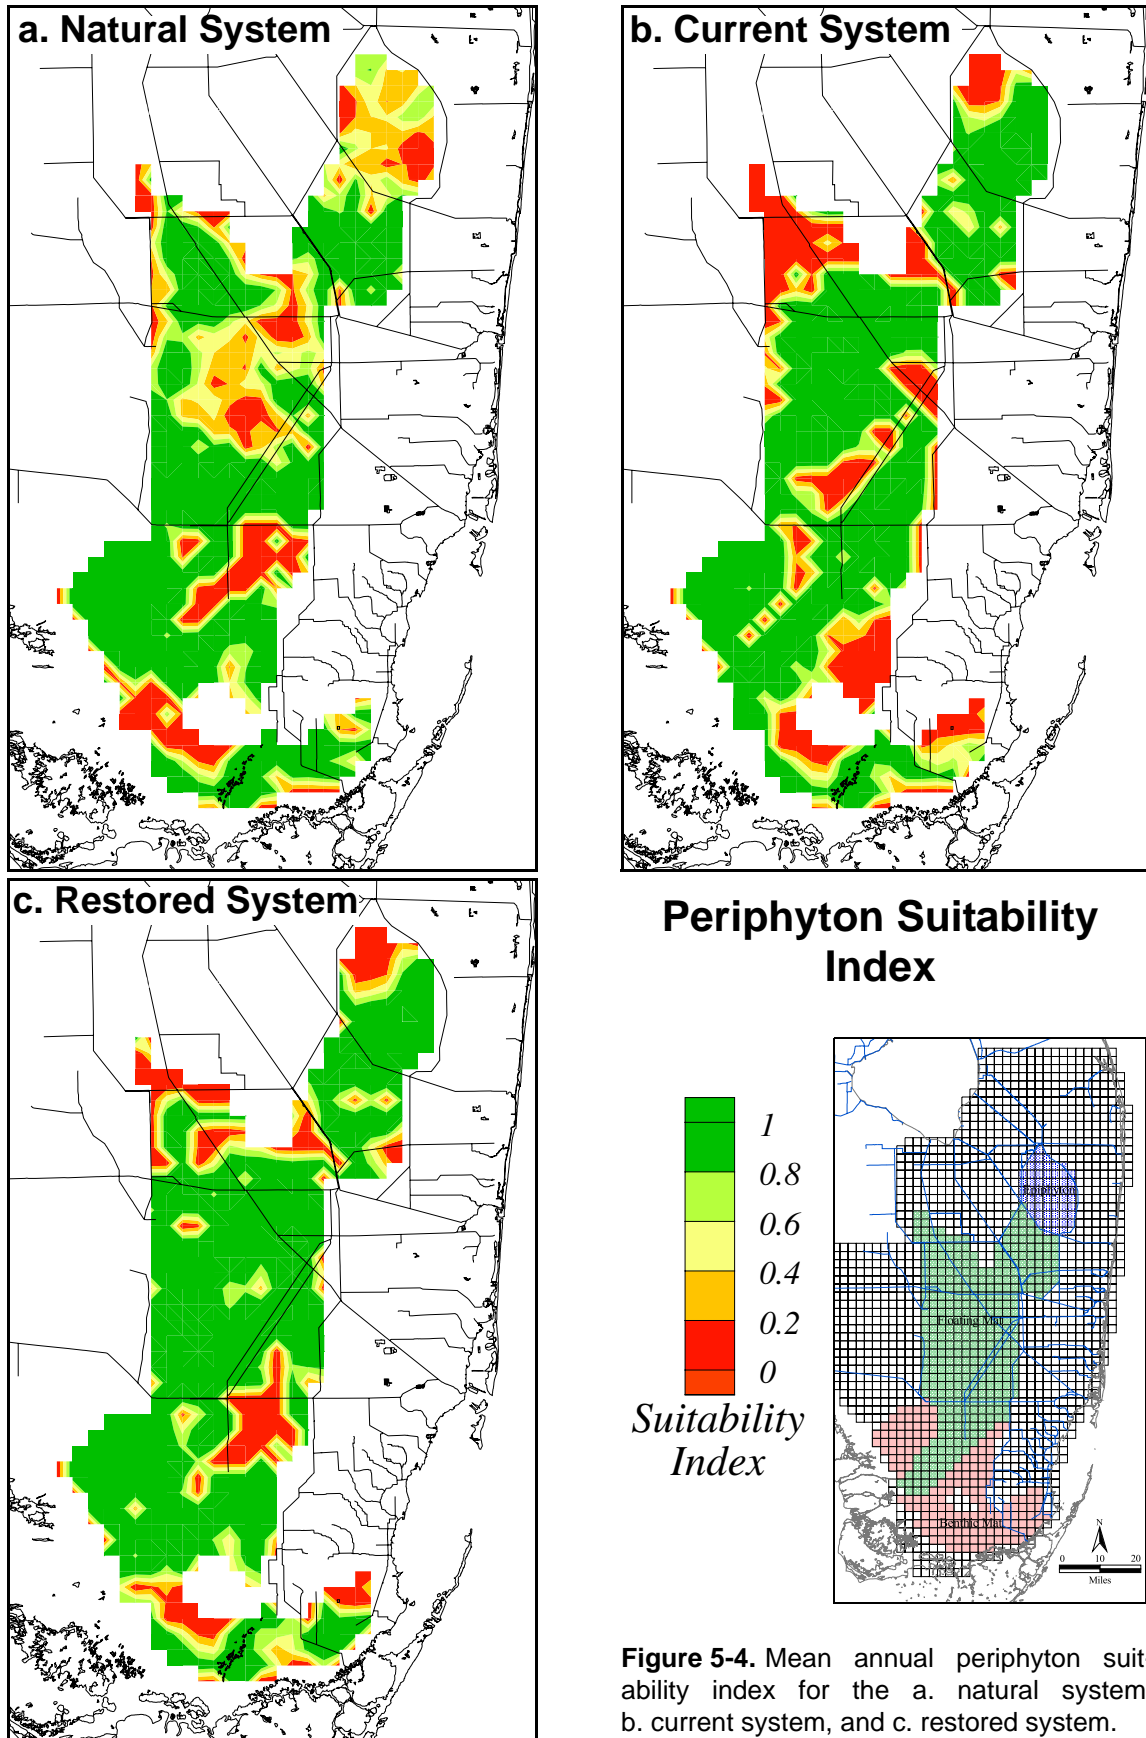 a. Natural System
b. Current System
c. Restored System
Periphyton Suitability
Index
1
0.8
0.6
0.4
0.2
0
Suitability
Index
Epiphyton
Floating Mat
Benthic Mat
N
0 10 20
Miles
Figure 5-4. Mean annual periphyton suit-
ability index for the a. natural system
b. current system, and c. restored system.